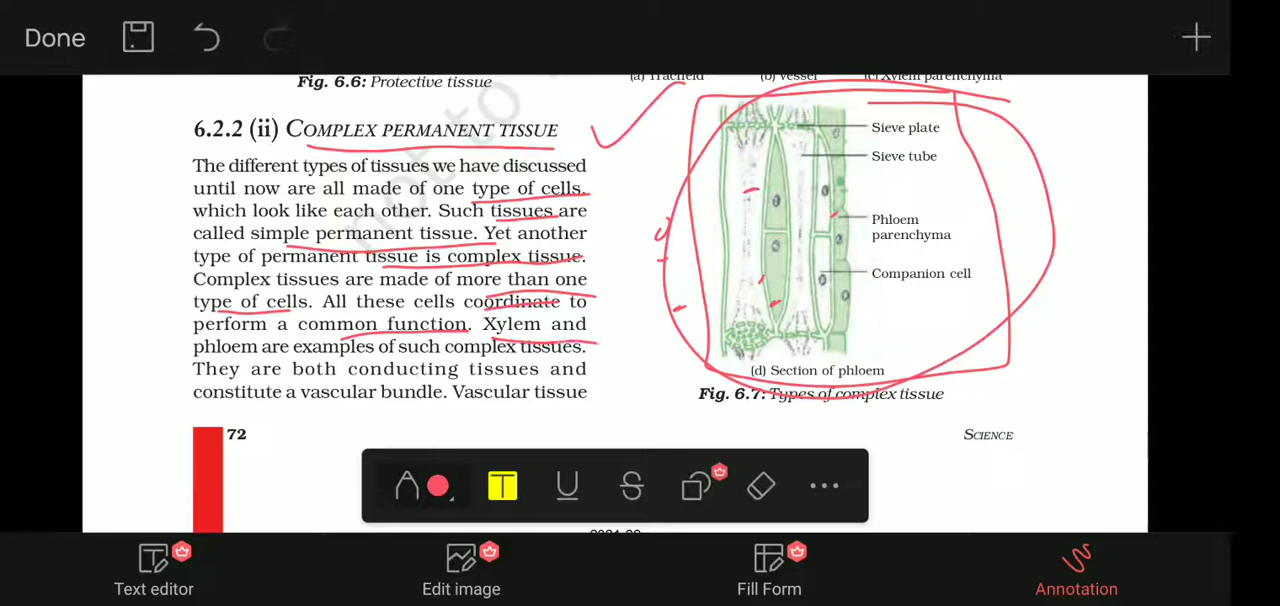 Done
Fig. 6.6: Protective tissue
(a) Tracheid (b) Vessel (c) Xylem parenchyma
not to
6.2.2 (ii) COMPLEX PERMANENT TISSUE
The different types of tissues we have discussed
until now are all made of one type of cells,
which look like each other. Such tissues are
called simple permanent tissue. Yet another
type of permanent tissue is complex tissue.
Complex tissues are made of more than one
type of cells. All these cells coordinate to
perform a common function. Xylem and
phloem are examples of such complex tissues.
They are both conducting tissues and
constitute a vascular bundle. Vascular tissue
Sieve plate
Sieve tube
Phloem
parenchyma
Companion cell
(d) Section of phloem
Fig. 6.7: Types of complex tissue
72
SCIENCE
T
U
S
Text editor
Edit image
Fill Form
Annotation